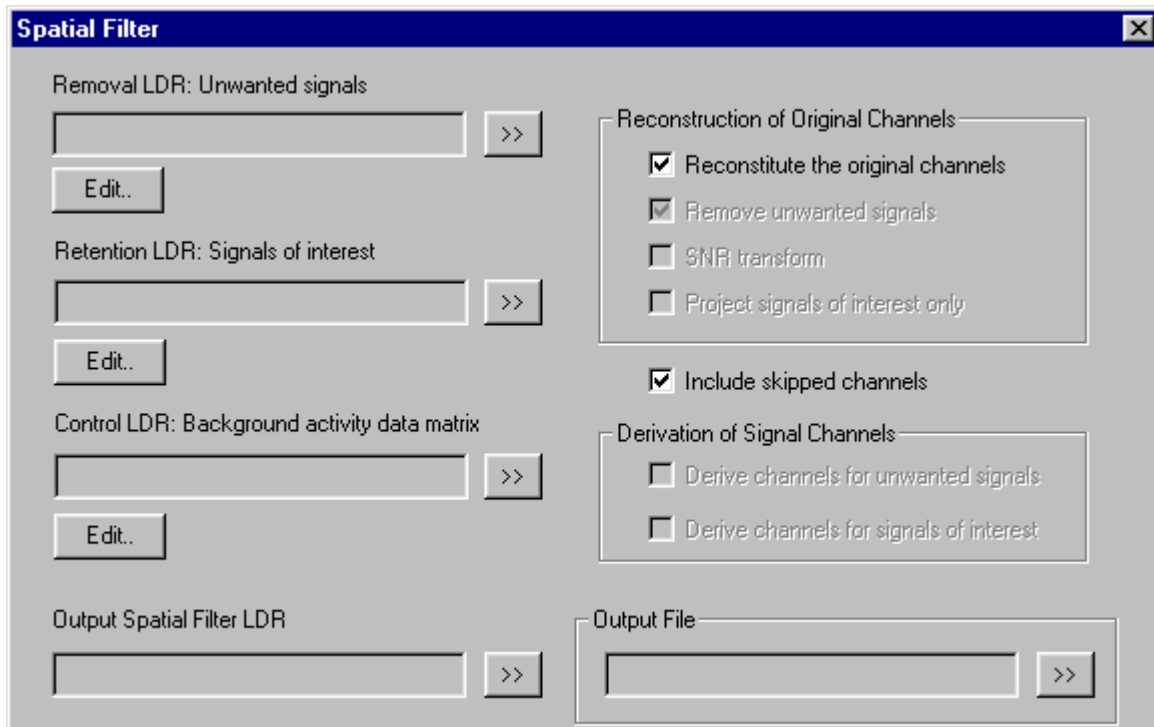 Spatial Filter
Removal LDR: Unwanted signals
>>
Edit..
Retention LDR: Signals of interest
>>
Edit..
Control LDR: Background activity data matrix
>>
Edit..
Output Spatial Filter LDR
>>
Reconstruction of Original Channels
Reconstitute the original channels
Remove unwanted signals
SNR transform
Project signals of interest only
Include skipped channels
Derivation of Signal Channels
Derive channels for unwanted signals
Derive channels for signals of interest
Output File
>>